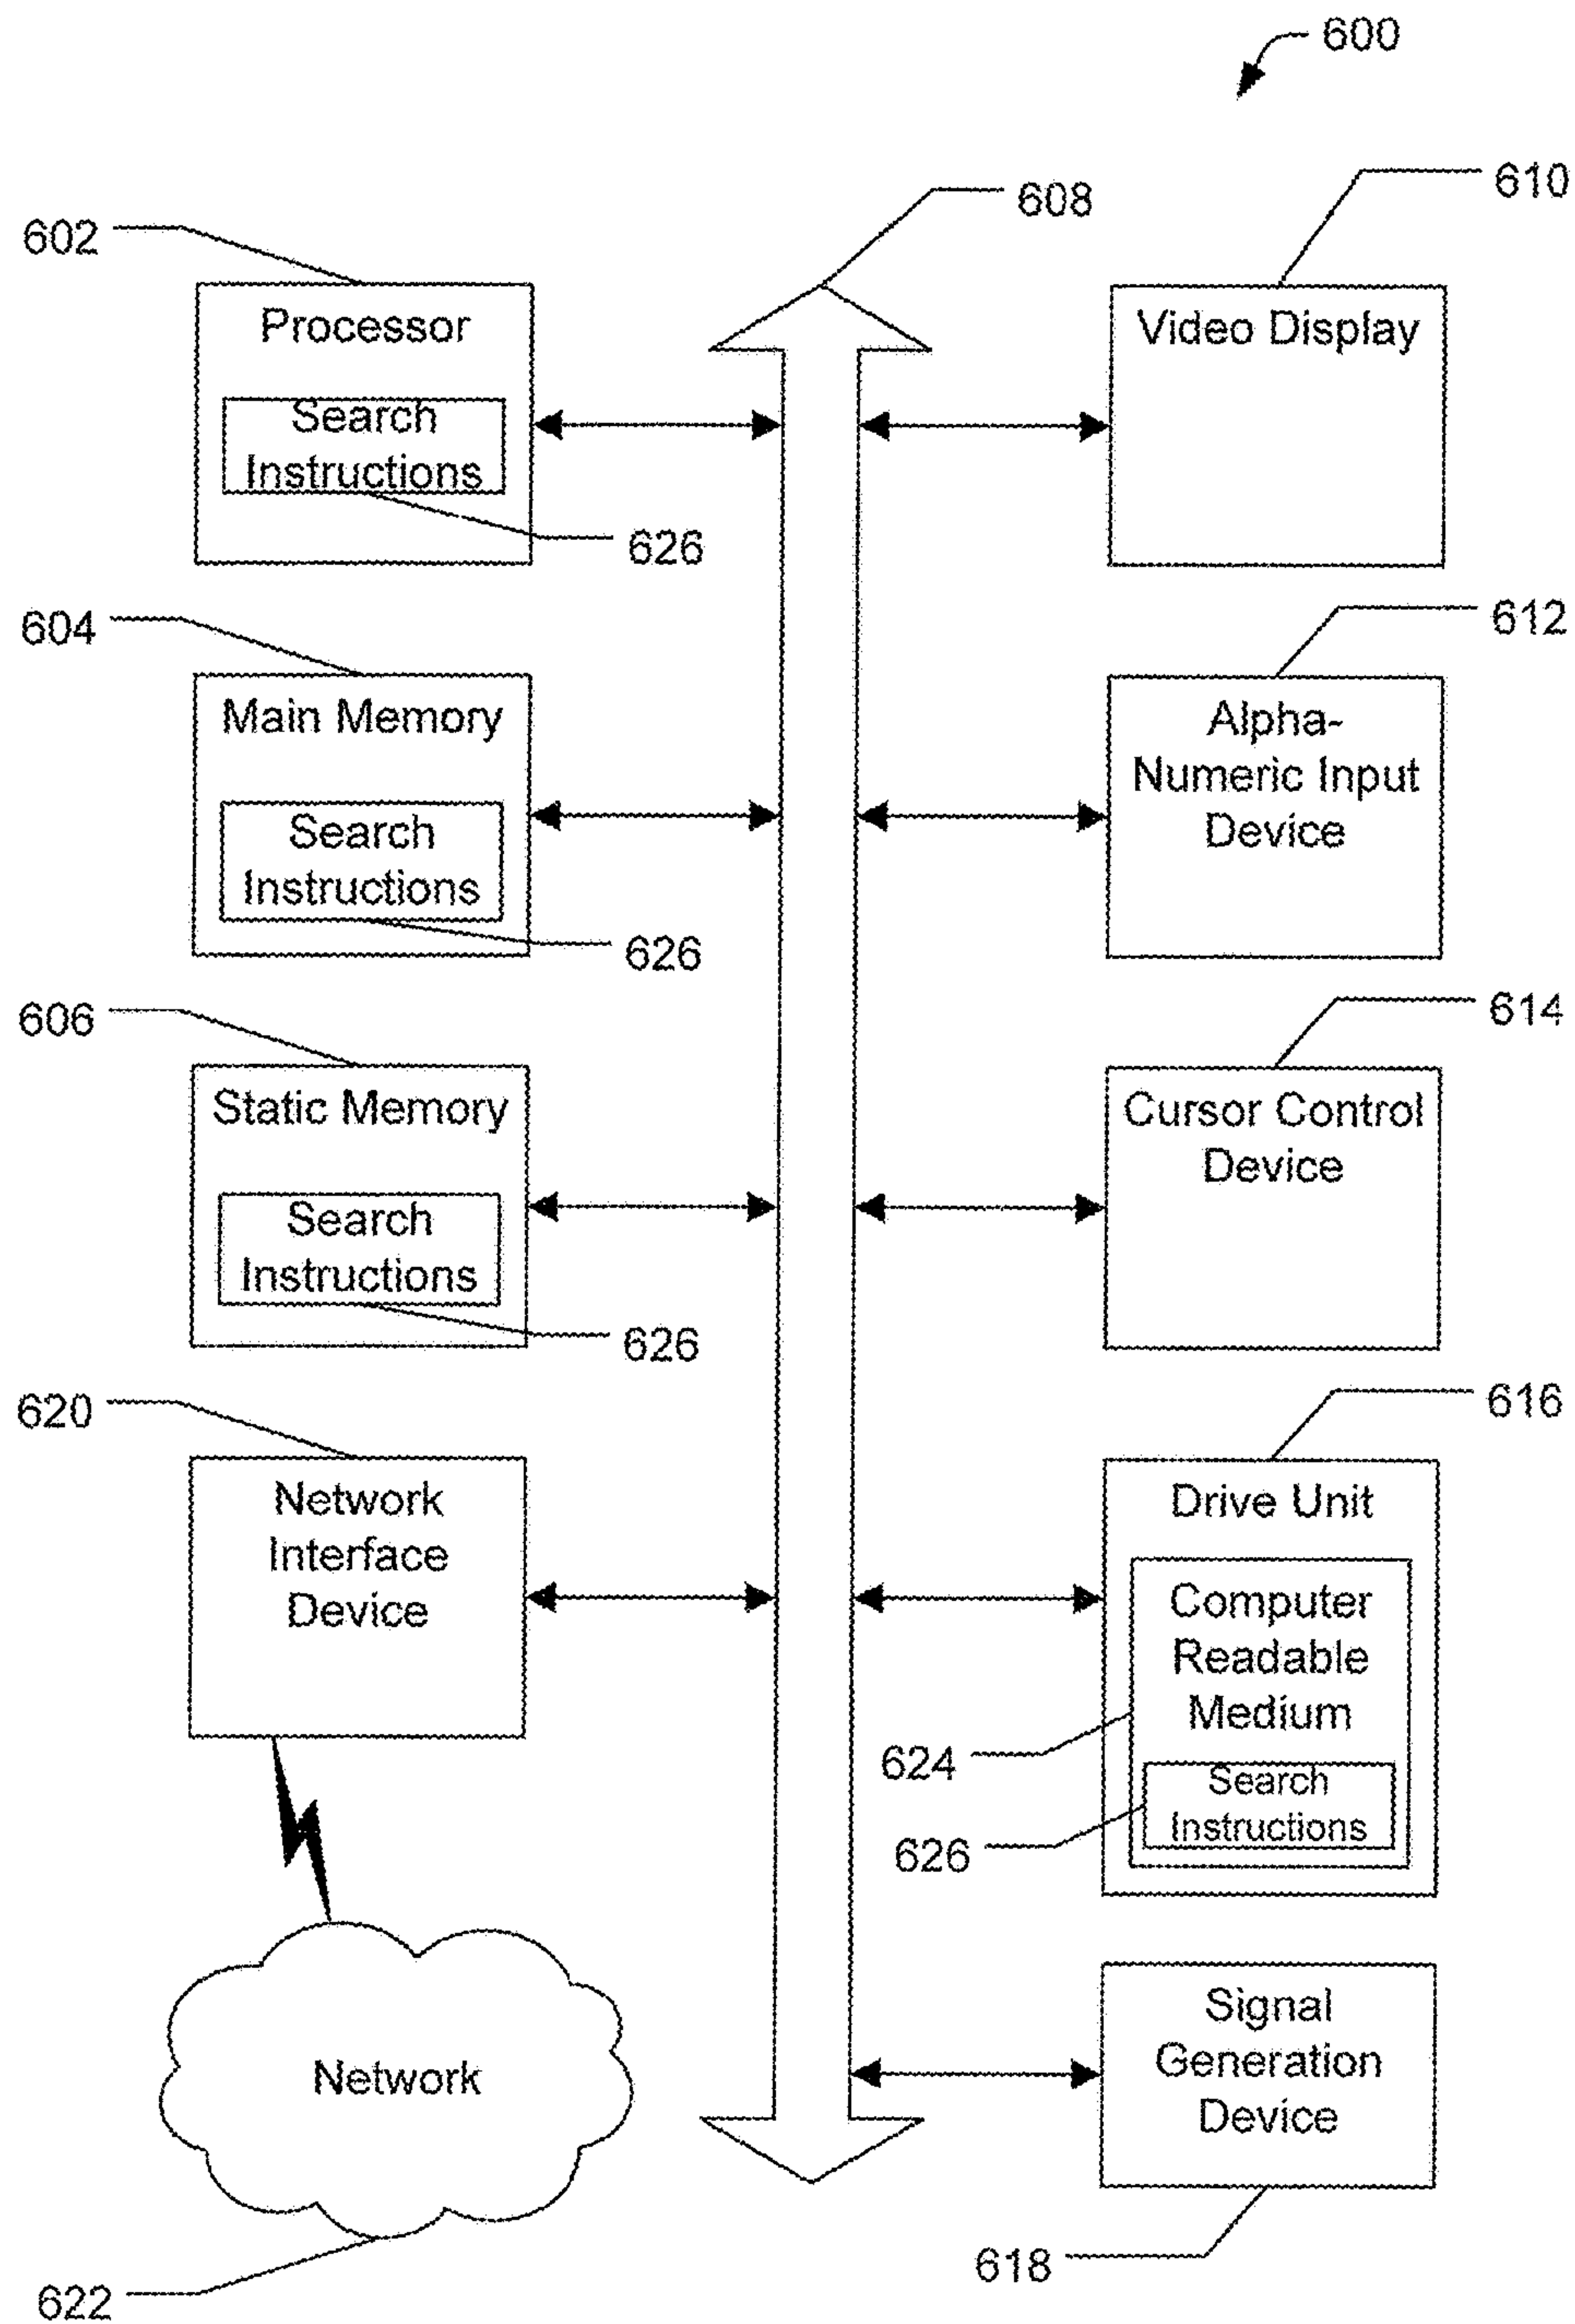 600
608
610
602
Processor
Search
Instructions
626
Video Display
604
Main Memory
Search
Instructions
626
612
Alpha-
Numeric Input
Device
606
Static Memory
Search
Instructions
626
614
Cursor Control
Device
620
Network
Interface
Device
616
Drive Unit
Computer
Readable
Medium
624
Search
Instructions
626
Network
622
Signal
Generation
Device
618